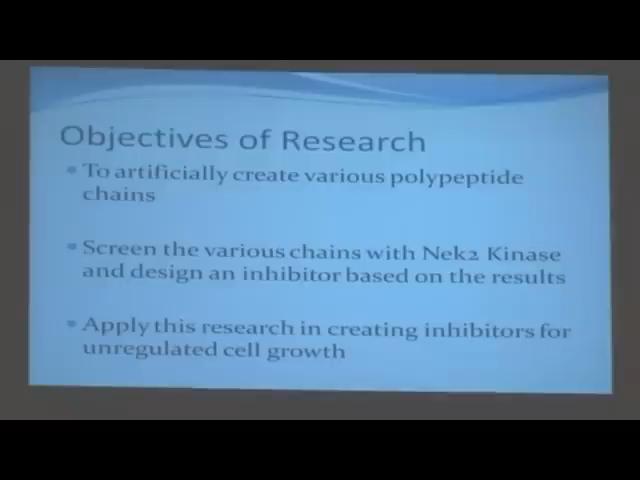 Objectives of Research
• To artificially create various polypeptide
chains
• Screen the various chains with Nek2 Kinase
and design an inhibitor based on the results
• Apply this research in creating inhibitors for
unregulated cell growth